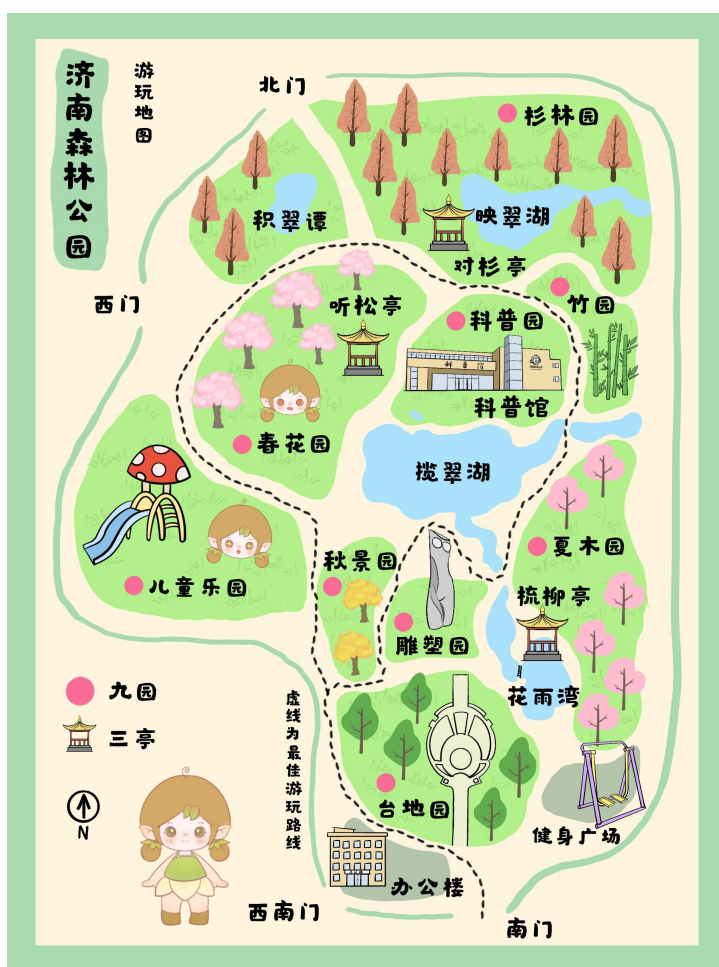 济南森林公园
游玩地图
北门
杉林园
积翠谭
映翠湖
对杉亭
西门
听松亭
竹园
科普园
科普馆
科普馆
春花园
揽翠湖
秋景园
夏木园
儿童乐园
梳柳亭
雕塑园
九园
三亭
虚线为最佳游玩路线
花雨湾
台地园
健身广场
N
办公楼
西南门
南门